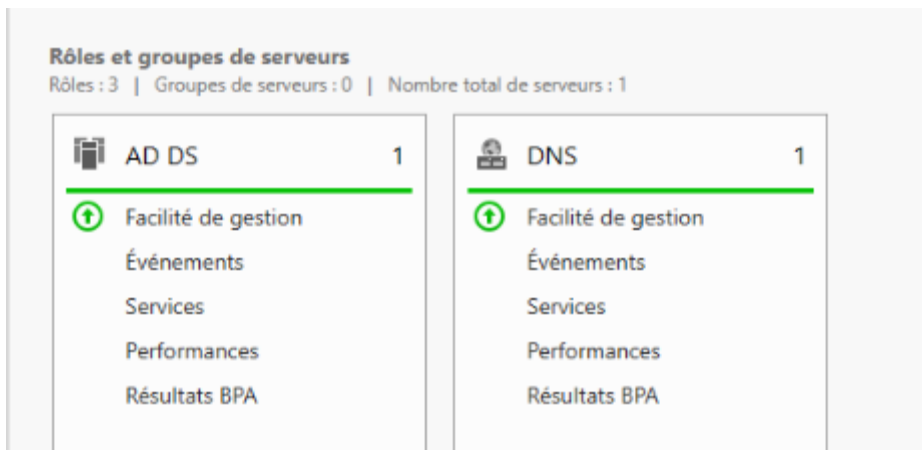 Rôles et groupes de serveurs
Rôles : 3 | Groupes de serveurs : 0 | Nombre total de serveurs : 1
AD DS 1
Facilité de gestion
Événements
Services
Performances
Résultats BPA
DNS 1
Facilité de gestion
Événements
Services
Performances
Résultats BPA